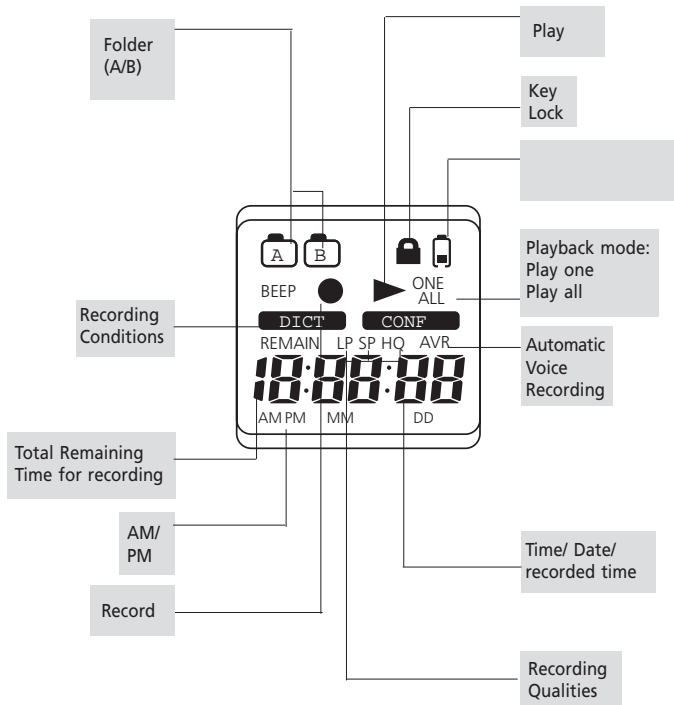 Folder
(A/B)
Play
Key
Lock
A B
Playback mode:
Play one
Play all
BEEP
ONE
ALL
DICT CONF
Recording
Conditions
REMAIN LP SP HQ AVR
Automatic
Voice
Recording
18:88:88
AM PM MM DD
Total Remaining
Time for recording
AM/
PM
Time/ Date/
recorded time
Record
Recording
Qualities